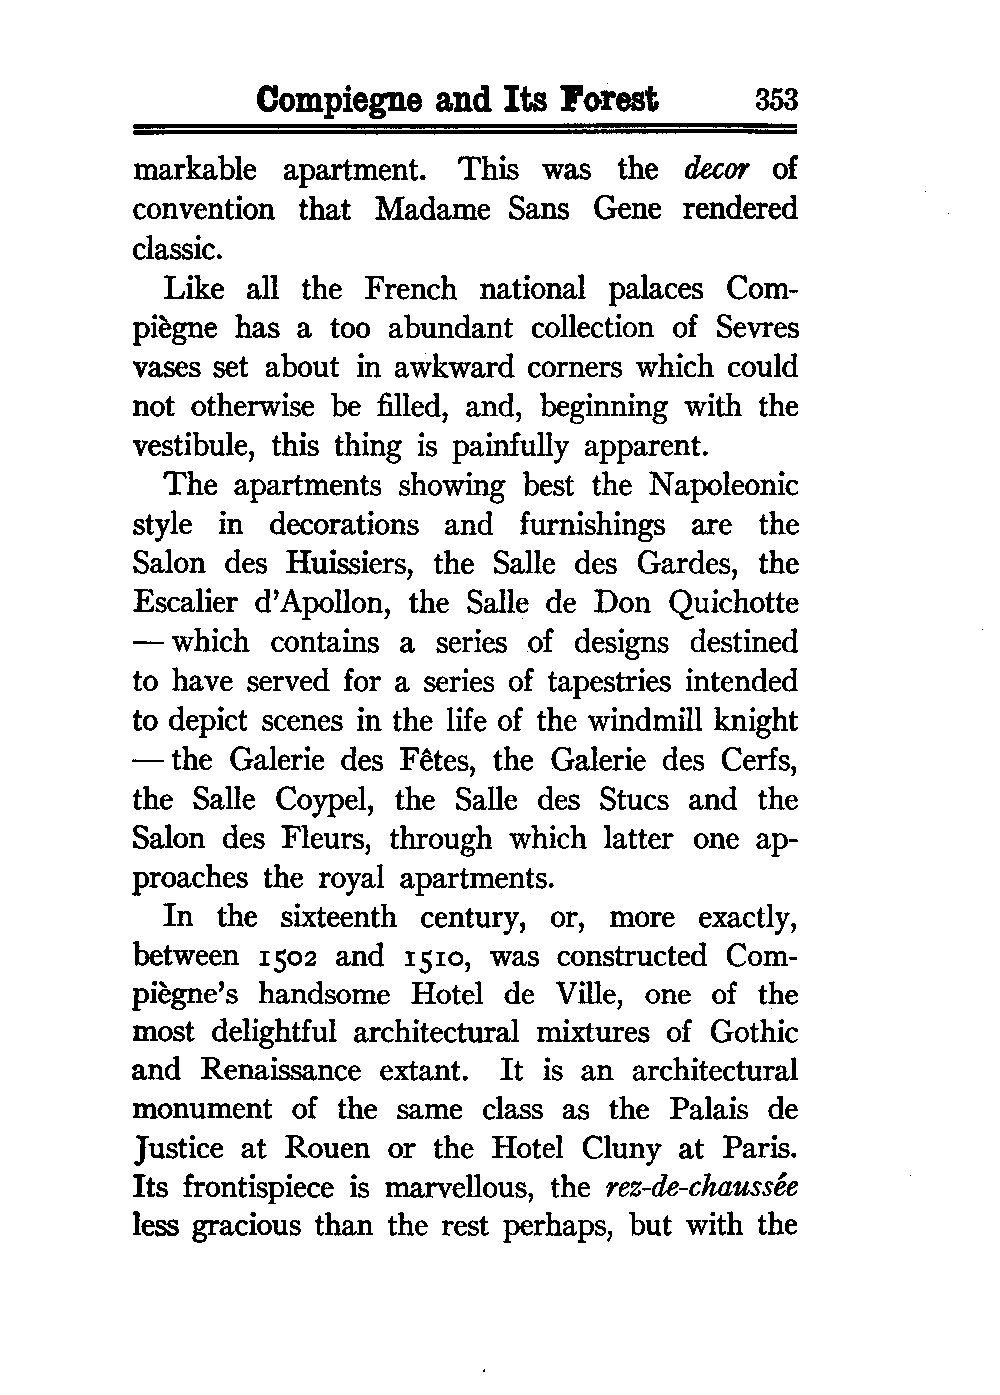 Compiegne and Its Forest 353
markable apartment. This was the decor of
convention that Madame Sans Gene rendered
classic.
Like all the French national palaces Com-
piègne has a too abundant collection of Sevres
vases set about in awkward corners which could
not otherwise be filled, and, beginning with the
vestibule, this thing is painfully apparent.
The apartments showing best the Napoleonic
style in decorations and furnishings are the
Salon des Huissiers, the Salle des Gardes, the
Escalier d'Apollon, the Salle de Don Quichotte
— which contains a series of designs destined
to have served for a series of tapestries intended
to depict scenes in the life of the windmill knight
— the Galerie des Fêtes, the Galerie des Cerfs,
the Salle Coypel, the Salle des Stucs and the
Salon des Fleurs, through which latter one ap-
proaches the royal apartments.
In the sixteenth century, or, more exactly,
between 1502 and 1510, was constructed Com-
piègne's handsome Hotel de Ville, one of the
most delightful architectural mixtures of Gothic
and Renaissance extant. It is an architectural
monument of the same class as the Palais de
Justice at Rouen or the Hotel Cluny at Paris.
Its frontispiece is marvellous, the rez-de-chaussée
less gracious than the rest perhaps, but with the